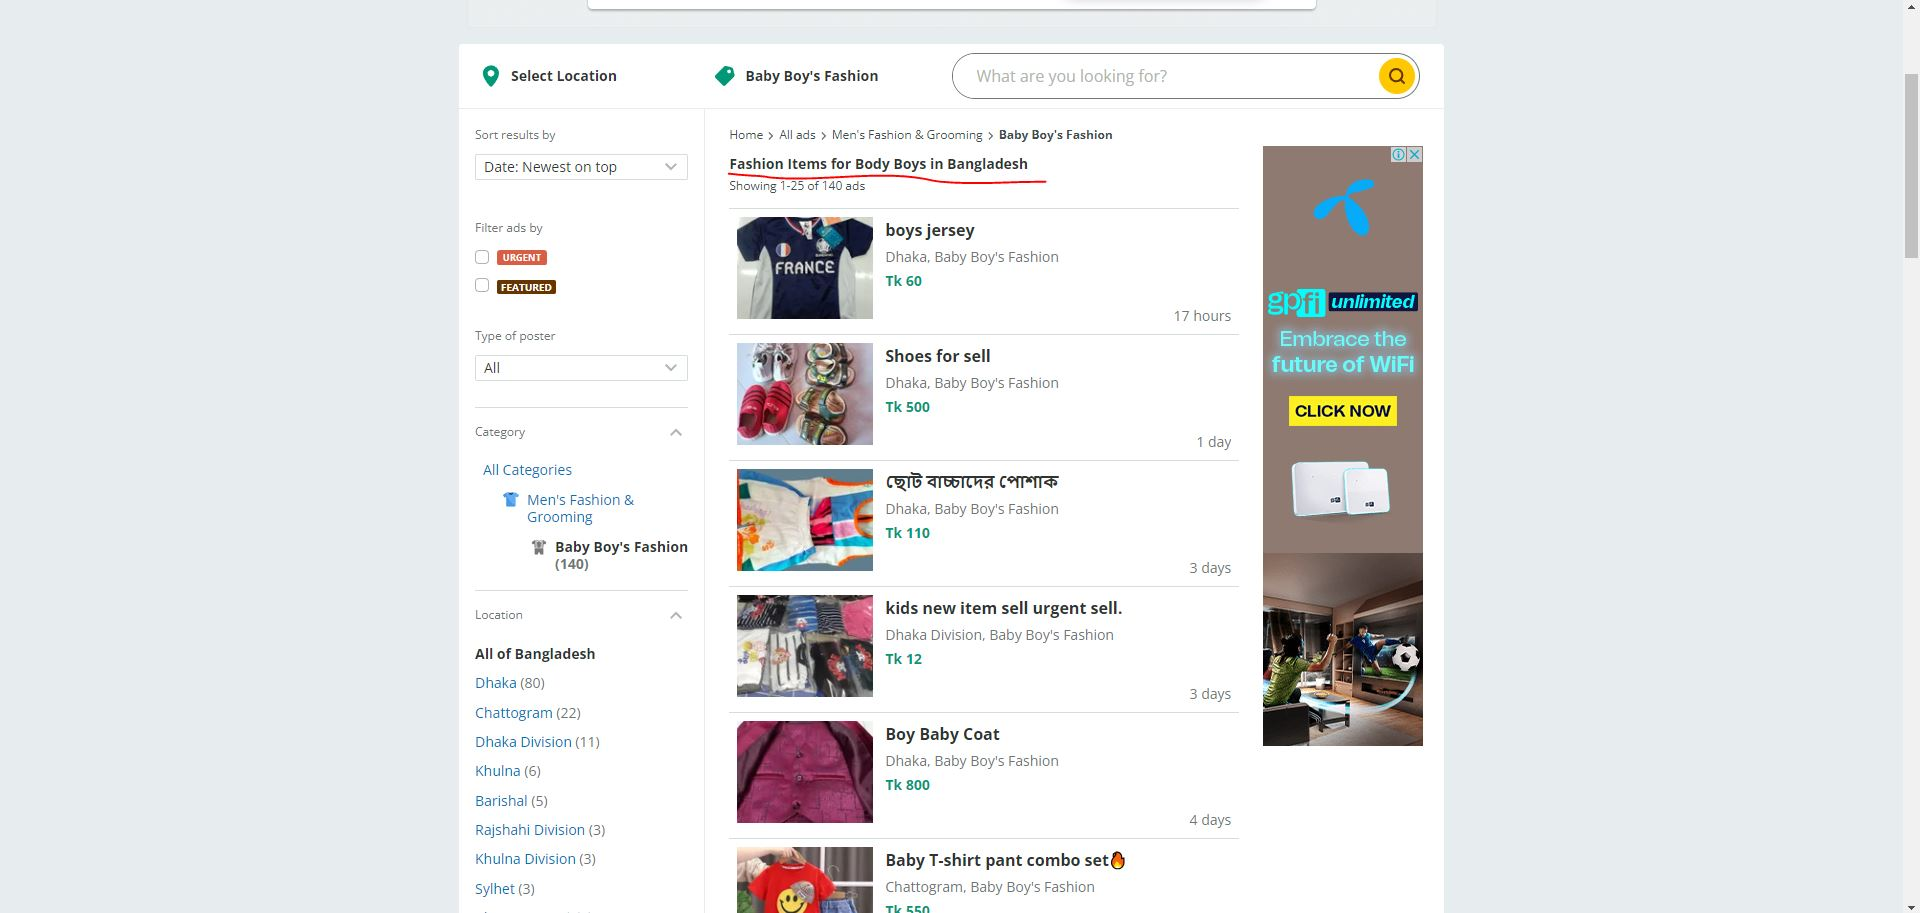 Select Location
Baby Boy's Fashion
What are you looking for?
Sort results by
Date: Newest on top
Filter ads by
URGENT
FEATURED
Type of poster
All
Category
All Categories
Men's Fashion &
Grooming
Baby Boy's Fashion
(140)
Location
All of Bangladesh
Dhaka (80)
Chattogram (22)
Dhaka Division (11)
Khulna (6)
Barishal (5)
Rajshahi Division (3)
Khulna Division (3)
Sylhet (3)
Home > All ads > Men's Fashion & Grooming > Baby Boy's Fashion
Fashion Items for Body Boys in Bangladesh
Showing 1-25 of 140 ads
FRANCE
boys jersey
Dhaka, Baby Boy's Fashion
Tk 60
17 hours
Shoes for sell
Dhaka, Baby Boy's Fashion
Tk 500
1 day
ছোট বাচ্চাদের পোশাক
Dhaka, Baby Boy's Fashion
Tk 110
3 days
kids new item sell urgent sell.
Dhaka Division, Baby Boy's Fashion
Tk 12
3 days
Boy Baby Coat
Dhaka, Baby Boy's Fashion
Tk 800
4 days
Baby T-shirt pant combo set🔥
Chattogram, Baby Boy's Fashion
Tk 550
gpfi unlimited
Embrace the
future of WiFi
CLICK NOW